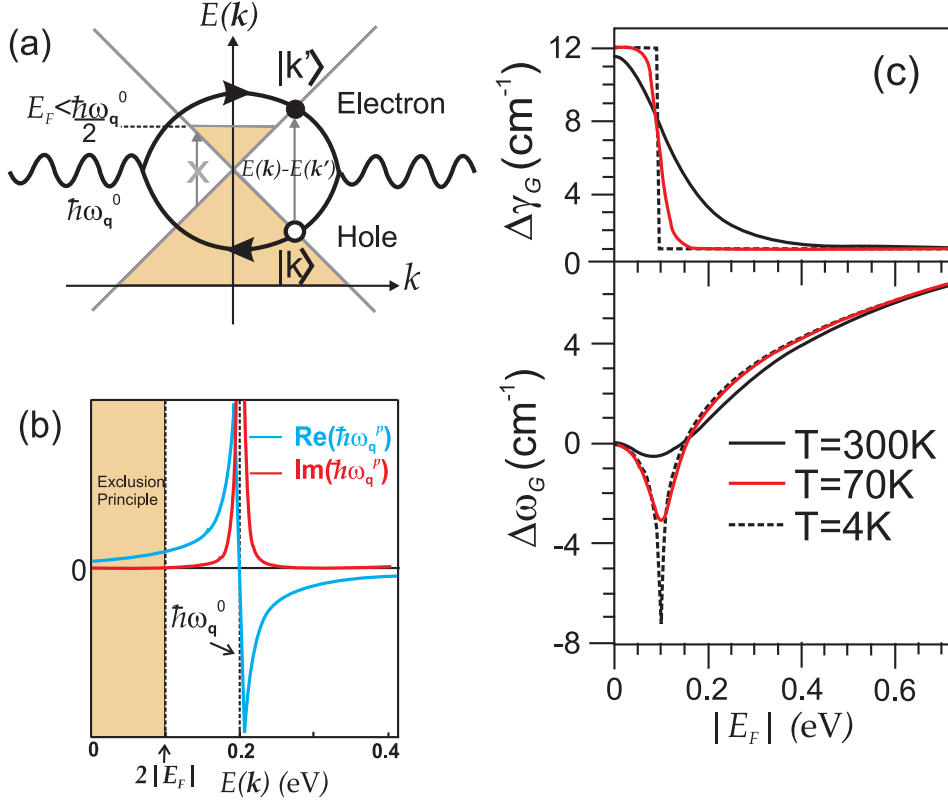 (a)
E(k)
|k'⟩
Electron
E_F < ħω_q^0 / 2
E(k)-E(k')
X
ħω_q^0
Hole
|k⟩
k
(b)
Re(ħω_q^n)
Im(ħω_q^n)
Exclusion
Principle
0
ħω_q^0
0 0.2 0.4
2|E_F| E(k) (eV)
(c)
Δγ_G (cm^-1)
12
8
4
0
Δω_G (cm^-1)
4
0
-4
-8
T=300K
T=70K
T=4K
0 0.2 0.4 0.6
|E_F| (eV)